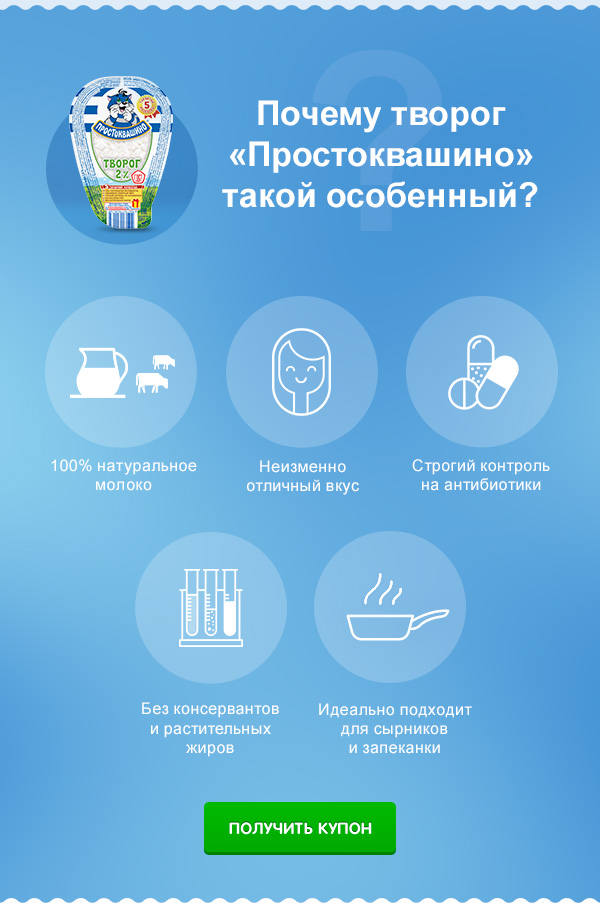 Почему творог
«Простоквашино»
такой особенный?
5
ПРОСТОКВАШИНО
ТВОРОГ
2%
100% натуральное
молоко
Неизменно
отличный вкус
Строгий контроль
на антибиотики
Без консервантов
и растительных
жиров
Идеально подходит
для сырников
и запеканки
ПОЛУЧИТЬ КУПОН